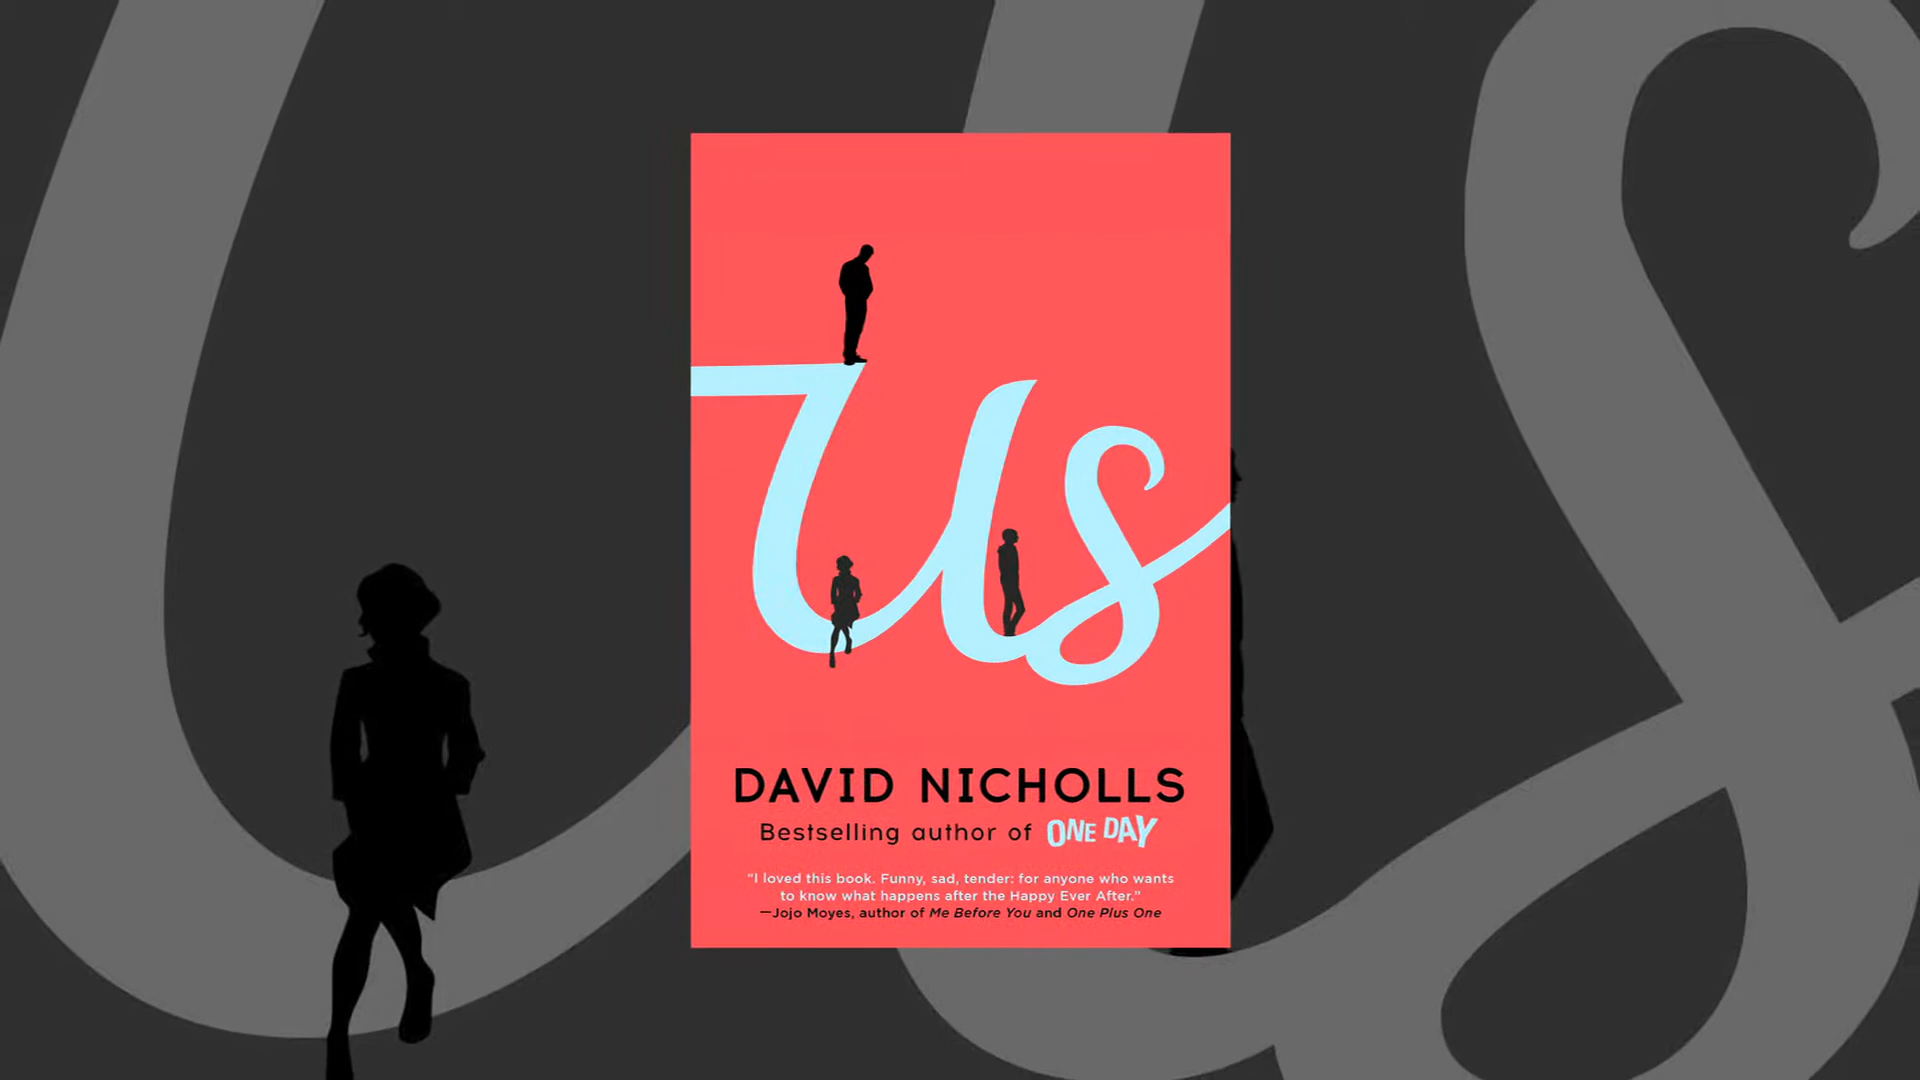 Us
DAVID NICHOLLS
Bestselling author of ONE DAY
“I loved this book. Funny, sad, tender: for anyone who wants
to know what happens after the Happy Ever After.”
—Jojo Moyes, author of Me Before You and One Plus One